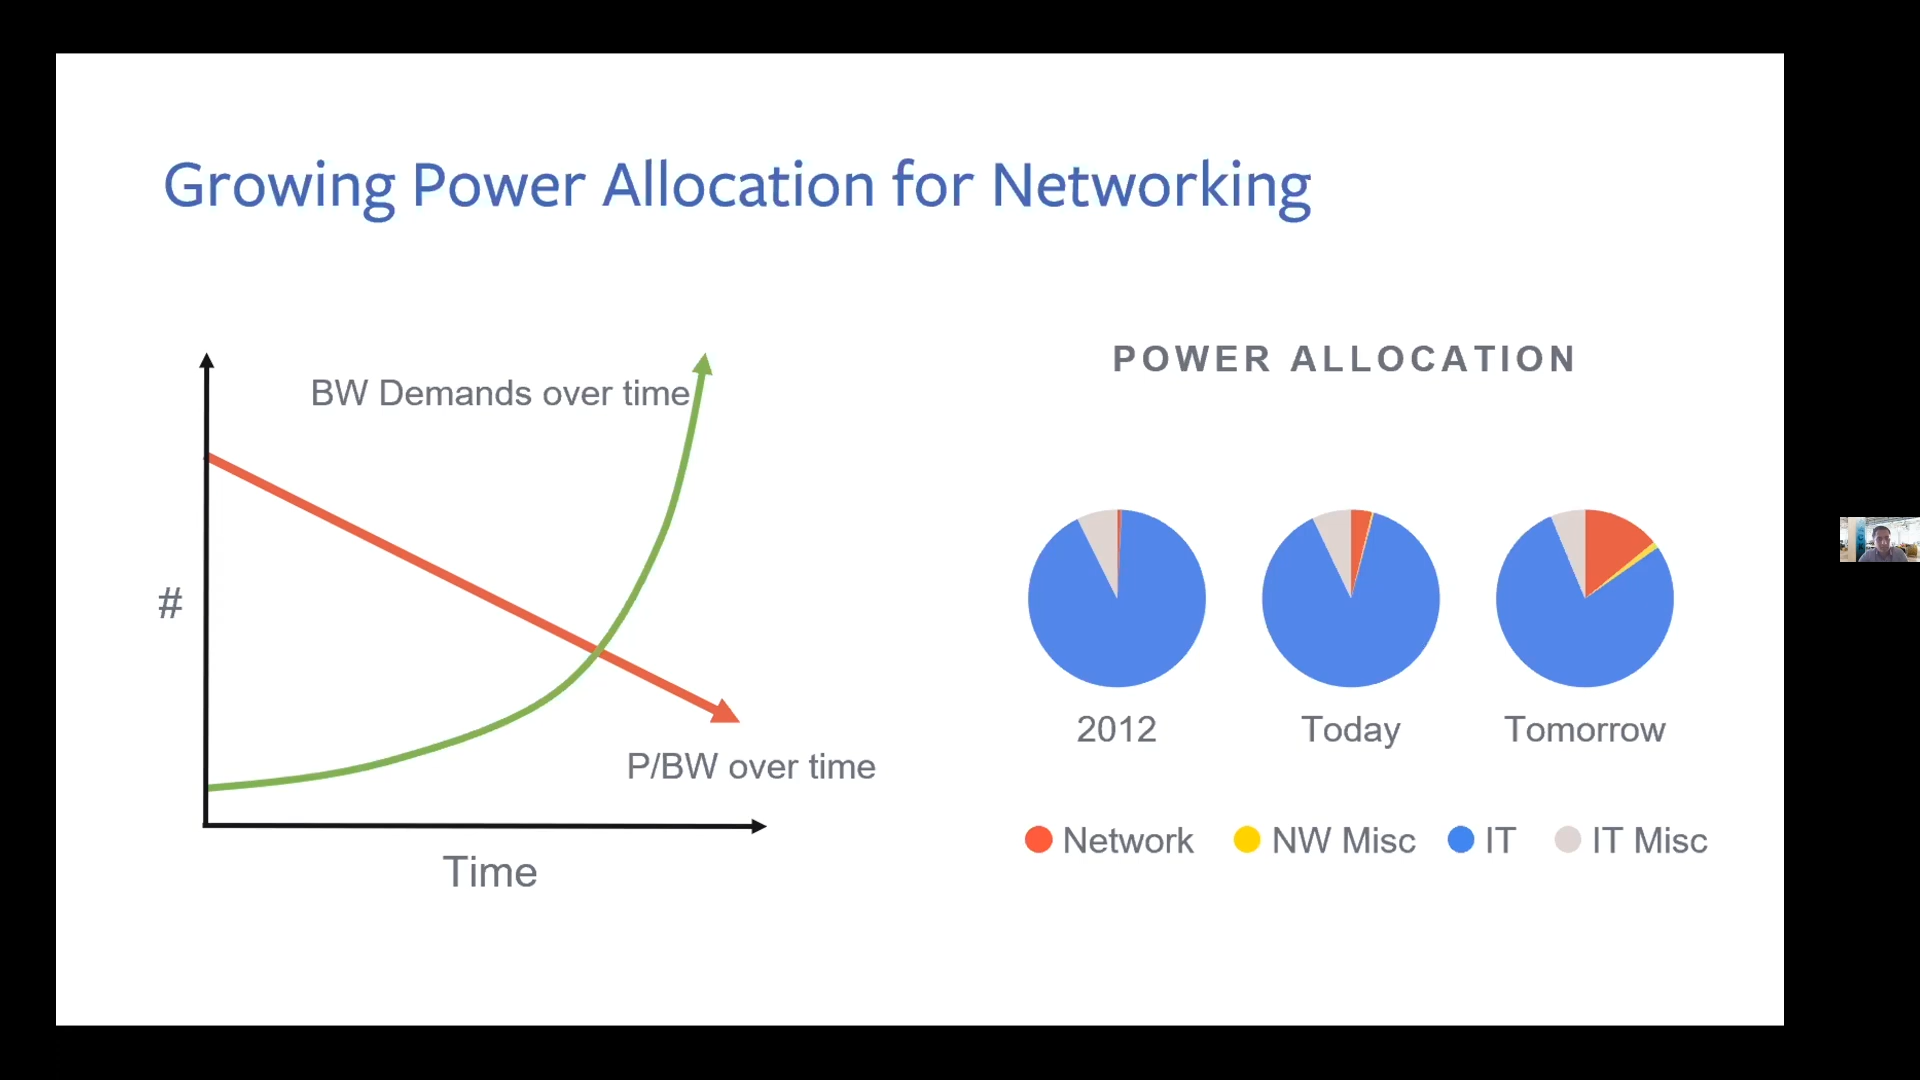 Growing Power Allocation for Networking
BW Demands over time
#
P/BW over time
Time
POWER ALLOCATION
2012
Today
Tomorrow
Network
NW Misc
IT
IT Misc